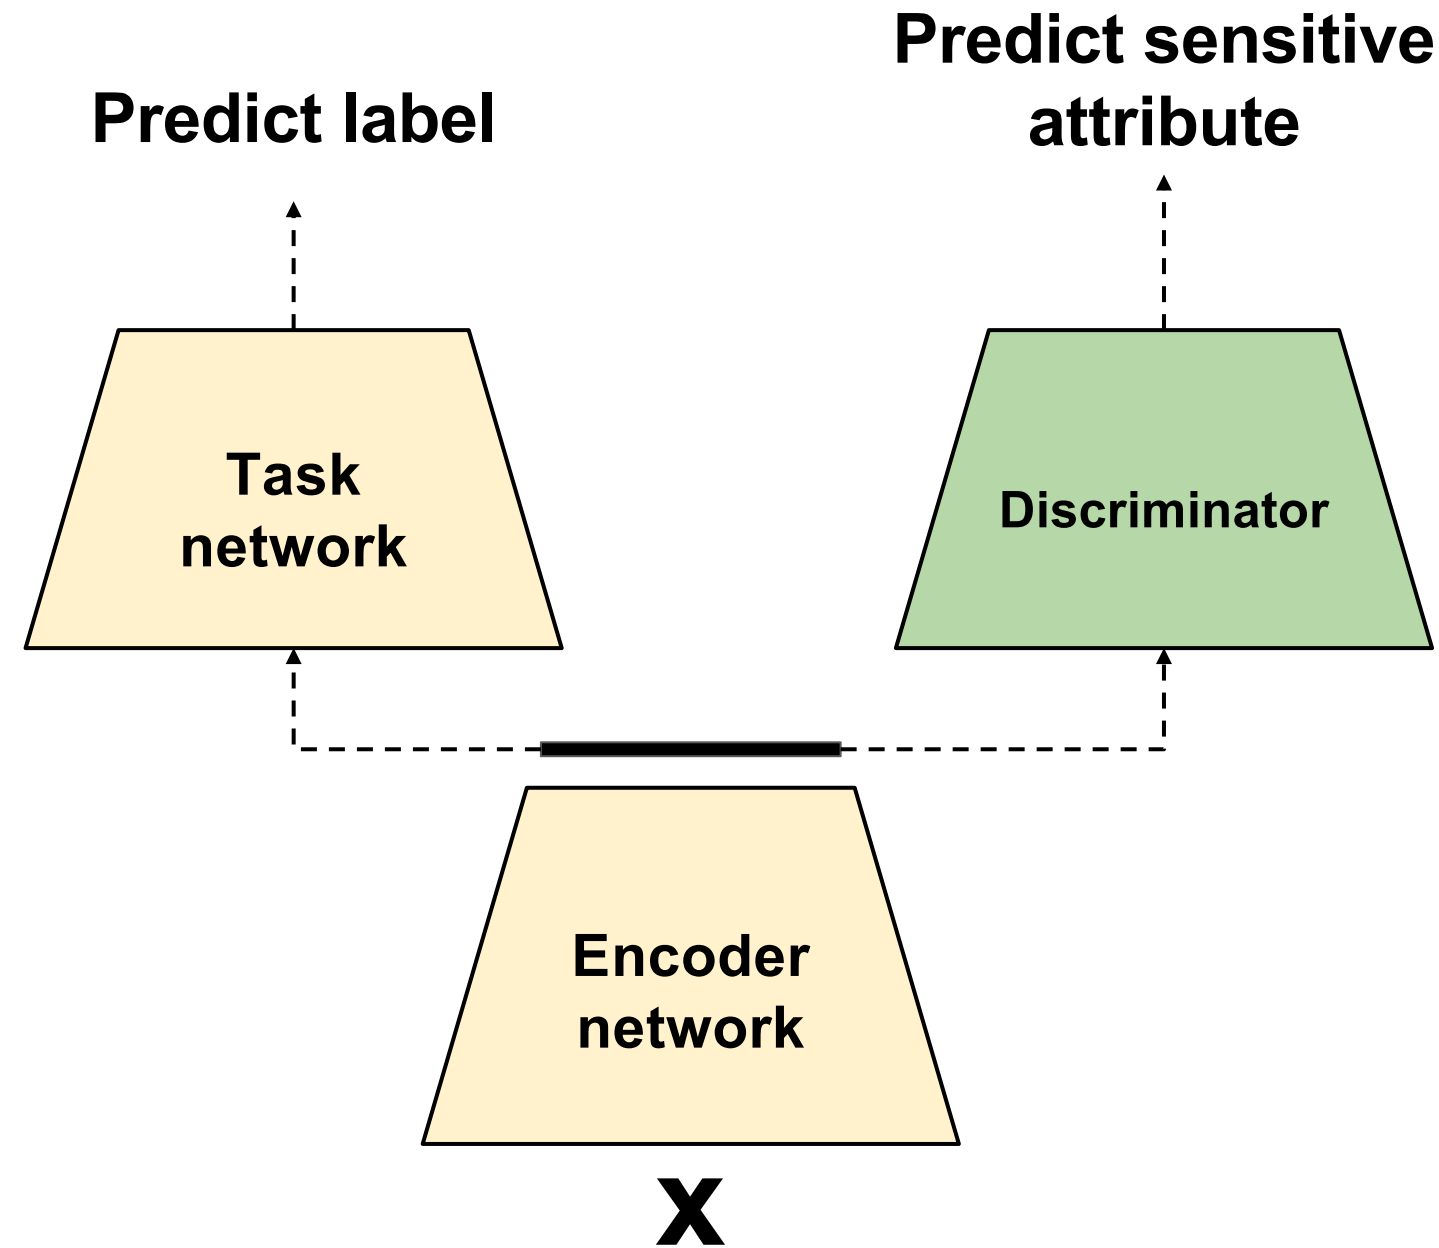 Predict label
Predict sensitive
attribute
Task
network
Discriminator
Encoder
network
x